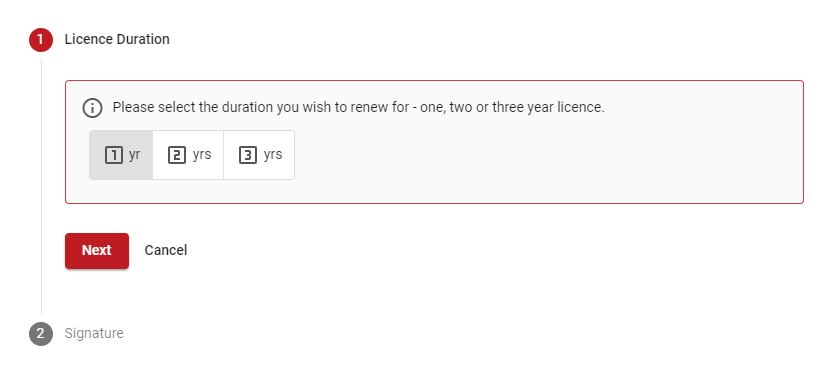 1 Licence Duration
Please select the duration you wish to renew for - one, two or three year licence.
1 yr 2 yrs 3 yrs
Next Cancel
2 Signature